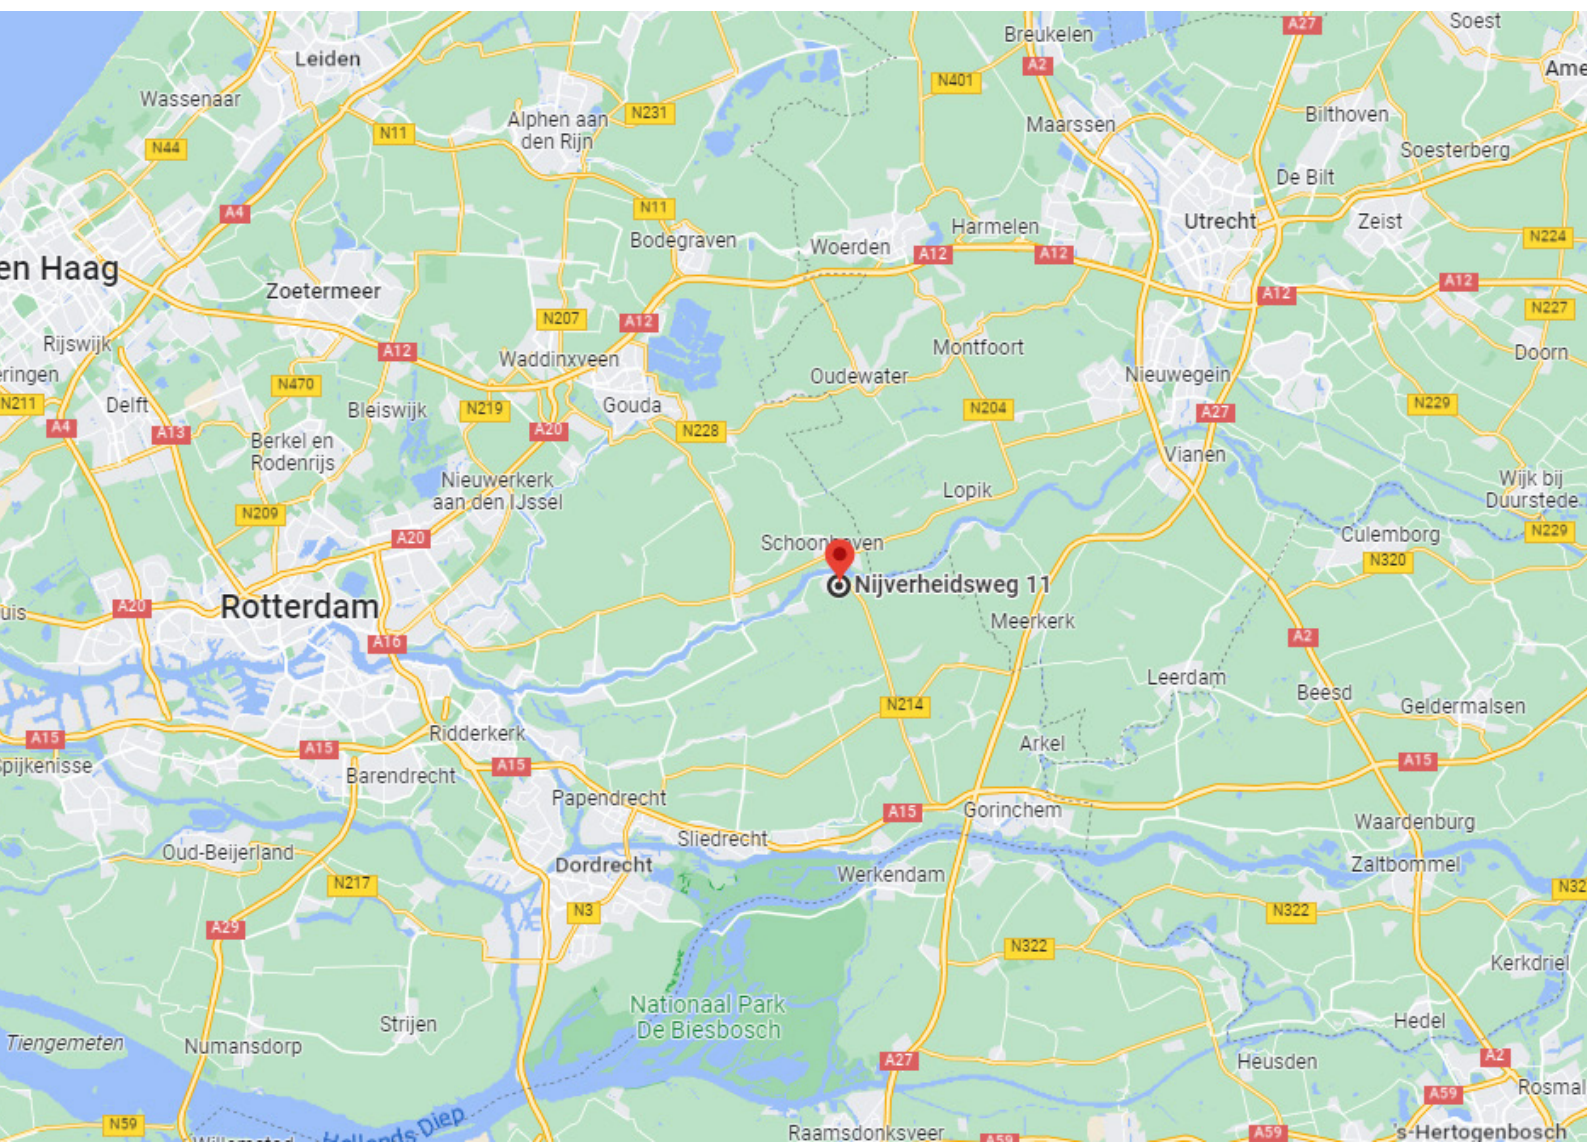 Breukelen
A27
Soest
Leiden
A2
Ame
N401
Wassenaar
N231
Bilthoven
Alphen aan
den Rijn
Maarssen
N11
N44
Soesterberg
De Bilt
A4
N11
Utrecht
Zeist
Harmelen
N224
Bodegraven
Woerden
A12
A12
en Haag
A12
A12
Zoetermeer
N227
N207
A12
Rijswijk
Montfoort
A12
Waddinxveen
Doorn
eringen
Oudewater
Nieuwegein
N470
N211
Delft
Bleiswijk
N219
Gouda
N204
A27
N229
A4
A13
A20
N228
Berkel en
Rodenrijs
Vianen
Nieuwerkerk
aan den IJssel
Lopik
Wijk bij
Duurstede
N209
A20
Schoonhoven
Culemborg
N229
N320
Nijverheidsweg 11
A20
Rotterdam
uis
Meerkerk
A16
A2
Leerdam
Beesd
N214
Geldermalsen
Ridderkerk
A15
A15
Arkel
A15
spijkenisse
A15
Barendrecht
Papendrecht
A15
Gorinchem
Sliedrecht
Waardenburg
Oud-Beijerland
Dordrecht
Werkendam
Zaltbommel
N217
N32
N3
N322
A29
N322
Kerkdriel
Nationaal Park
De Biesbosch
Strijen
Hedel
Tiengemeten
Numansdorp
A27
Heusden
A2
A59
Rosmal
N59
Hollands Diep
Willemstad
Raamsdonksveer
A59
A59
's-Hertogenbosch